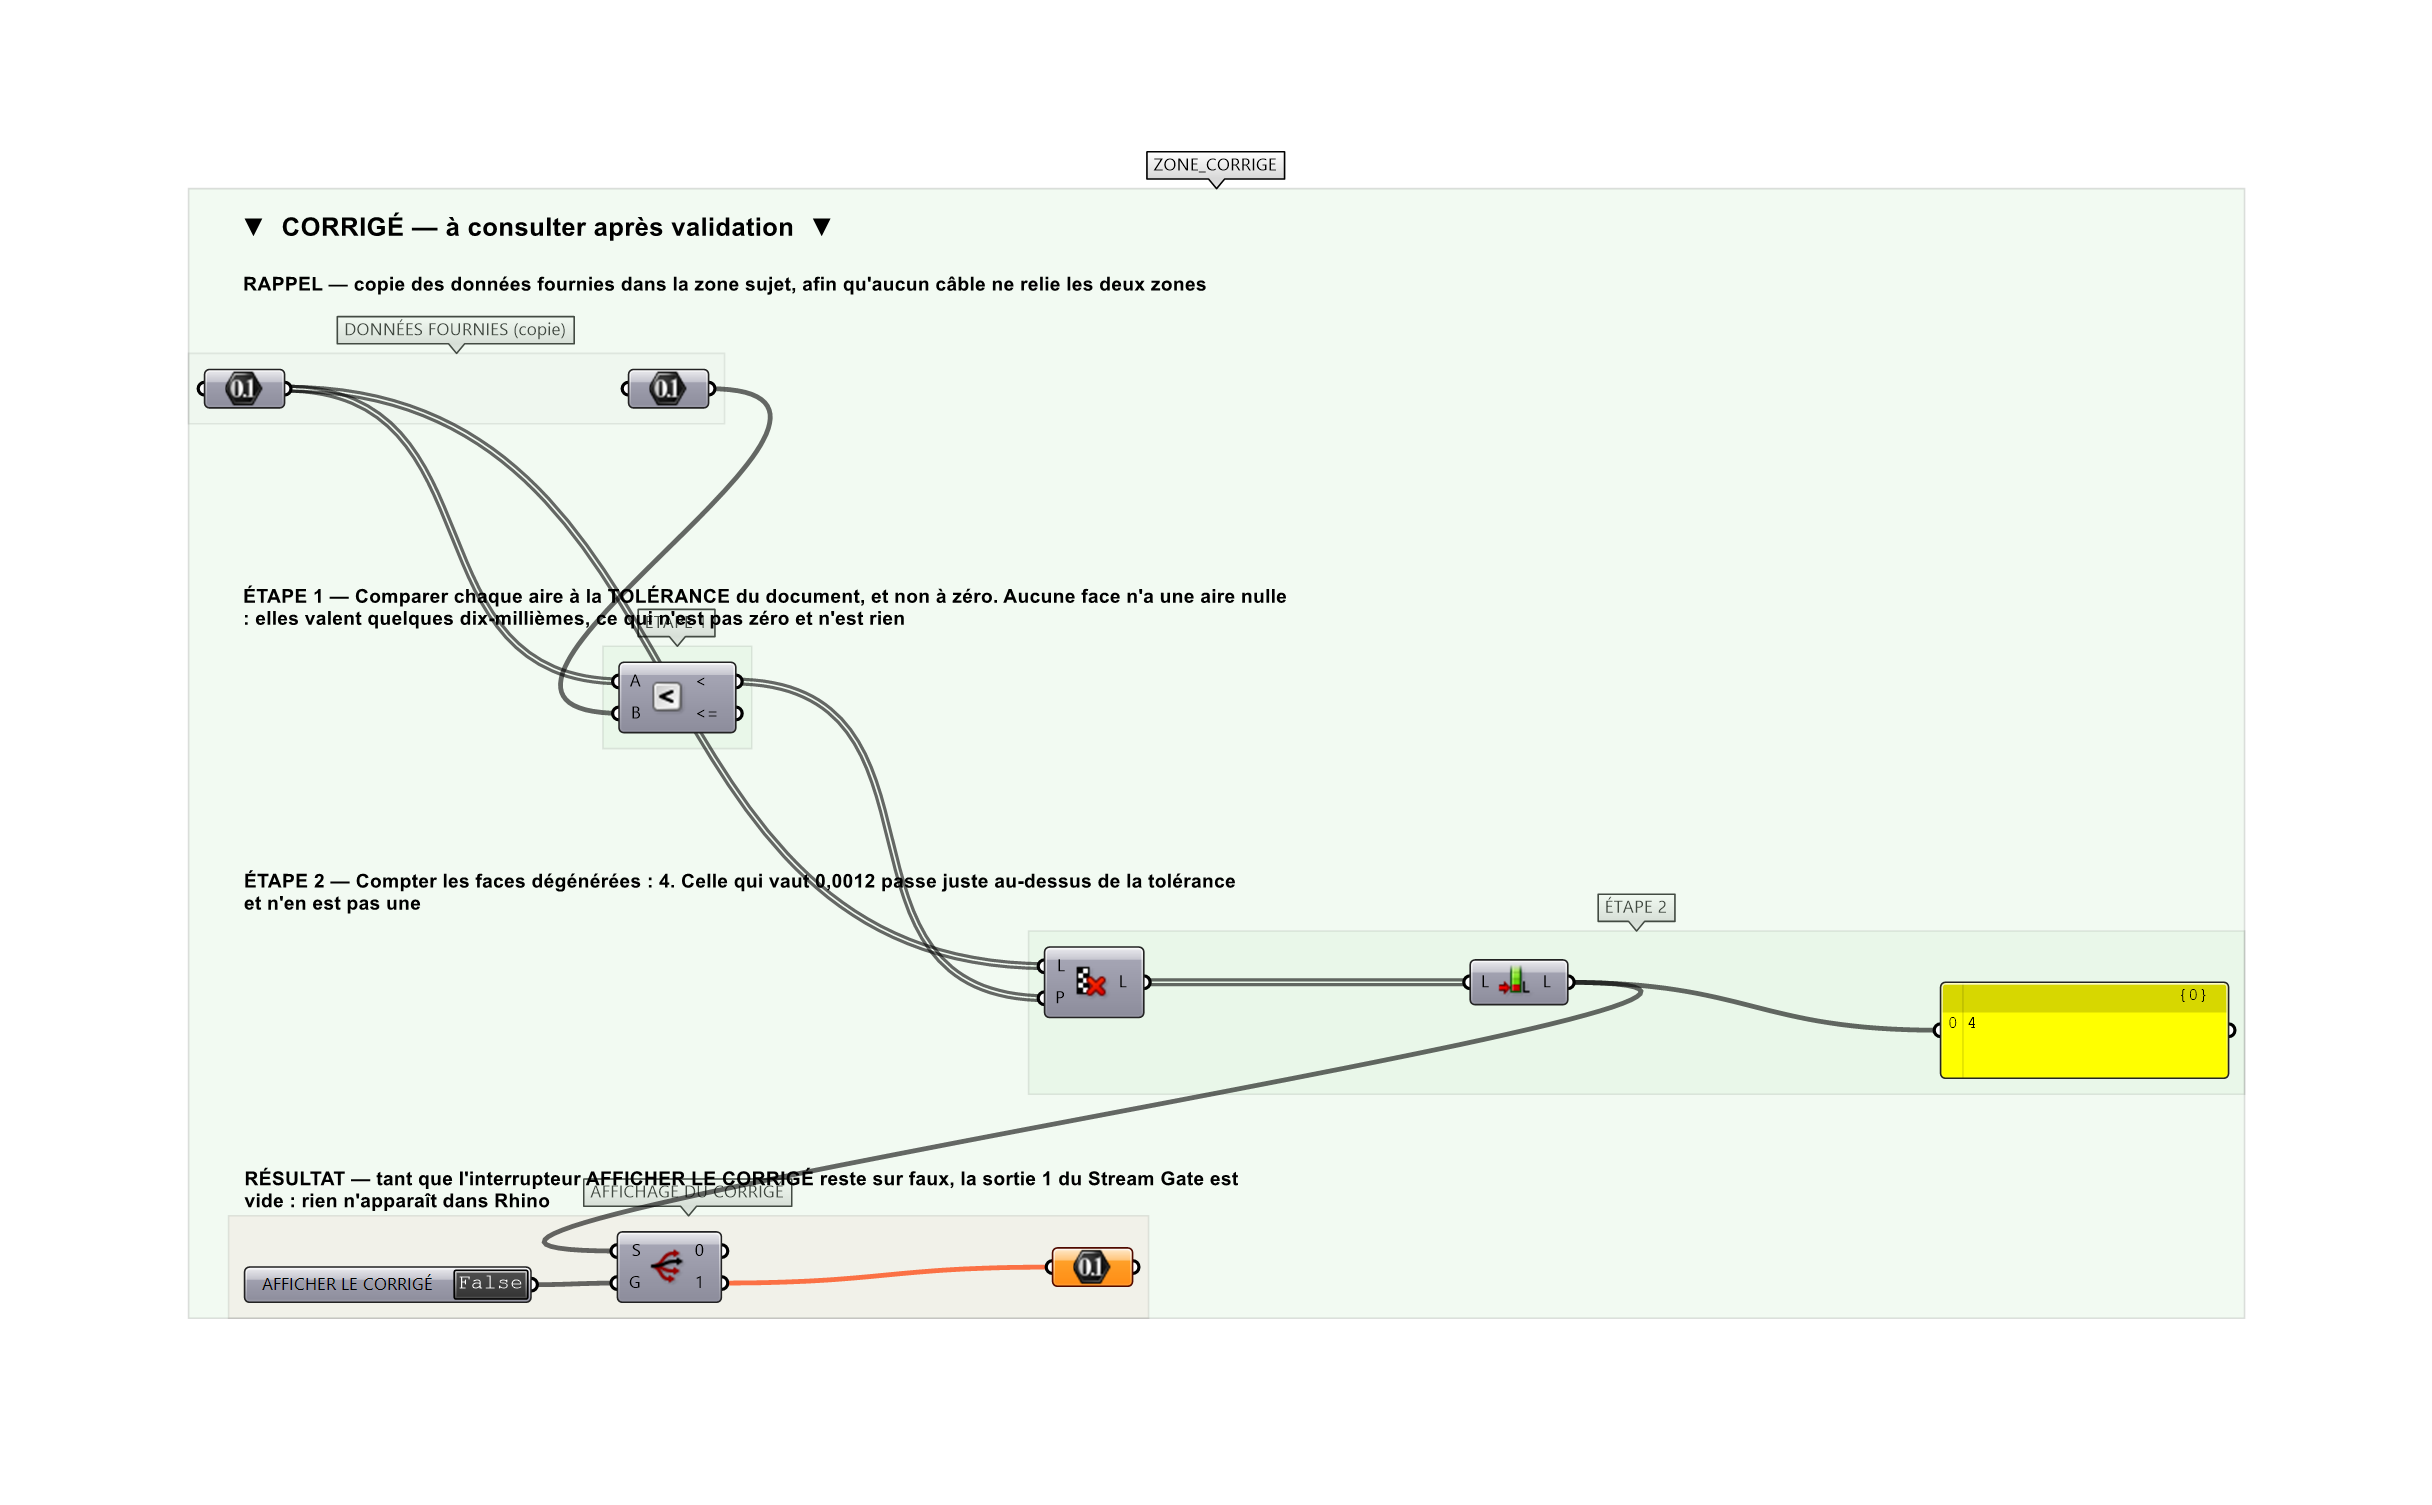 ZONE_CORRIGE
▼ CORRIGÉ — à consulter après validation ▼
RAPPEL — copie des données fournies dans la zone sujet, afin qu'aucun câble ne relie les deux zones
DONNÉES FOURNIES (copie)
0.1
0.1
ÉTAPE 1 — Comparer chaque aire à la TOLÉRANCE du document, et non à zéro. Aucune face n'a une aire nulle
: elles valent quelques dix-millièmes, ce qui n'est pas zéro et n'est rien
ÉTAPE 1
A <
<
B <=
ÉTAPE 2 — Compter les faces dégénérées : 4. Celle qui vaut 0,0012 passe juste au-dessus de la tolérance
et n'en est pas une
ÉTAPE 2
L
L
P
L L L
{0}
0 4
RÉSULTAT — tant que l'interrupteur AFFICHER LE CORRIGÉ reste sur faux, la sortie 1 du Stream Gate est
vide : rien n'apparaît dans Rhino
AFFICHAGE DU CORRIGÉ
S 0
G 1
AFFICHER LE CORRIGÉ False
0.1